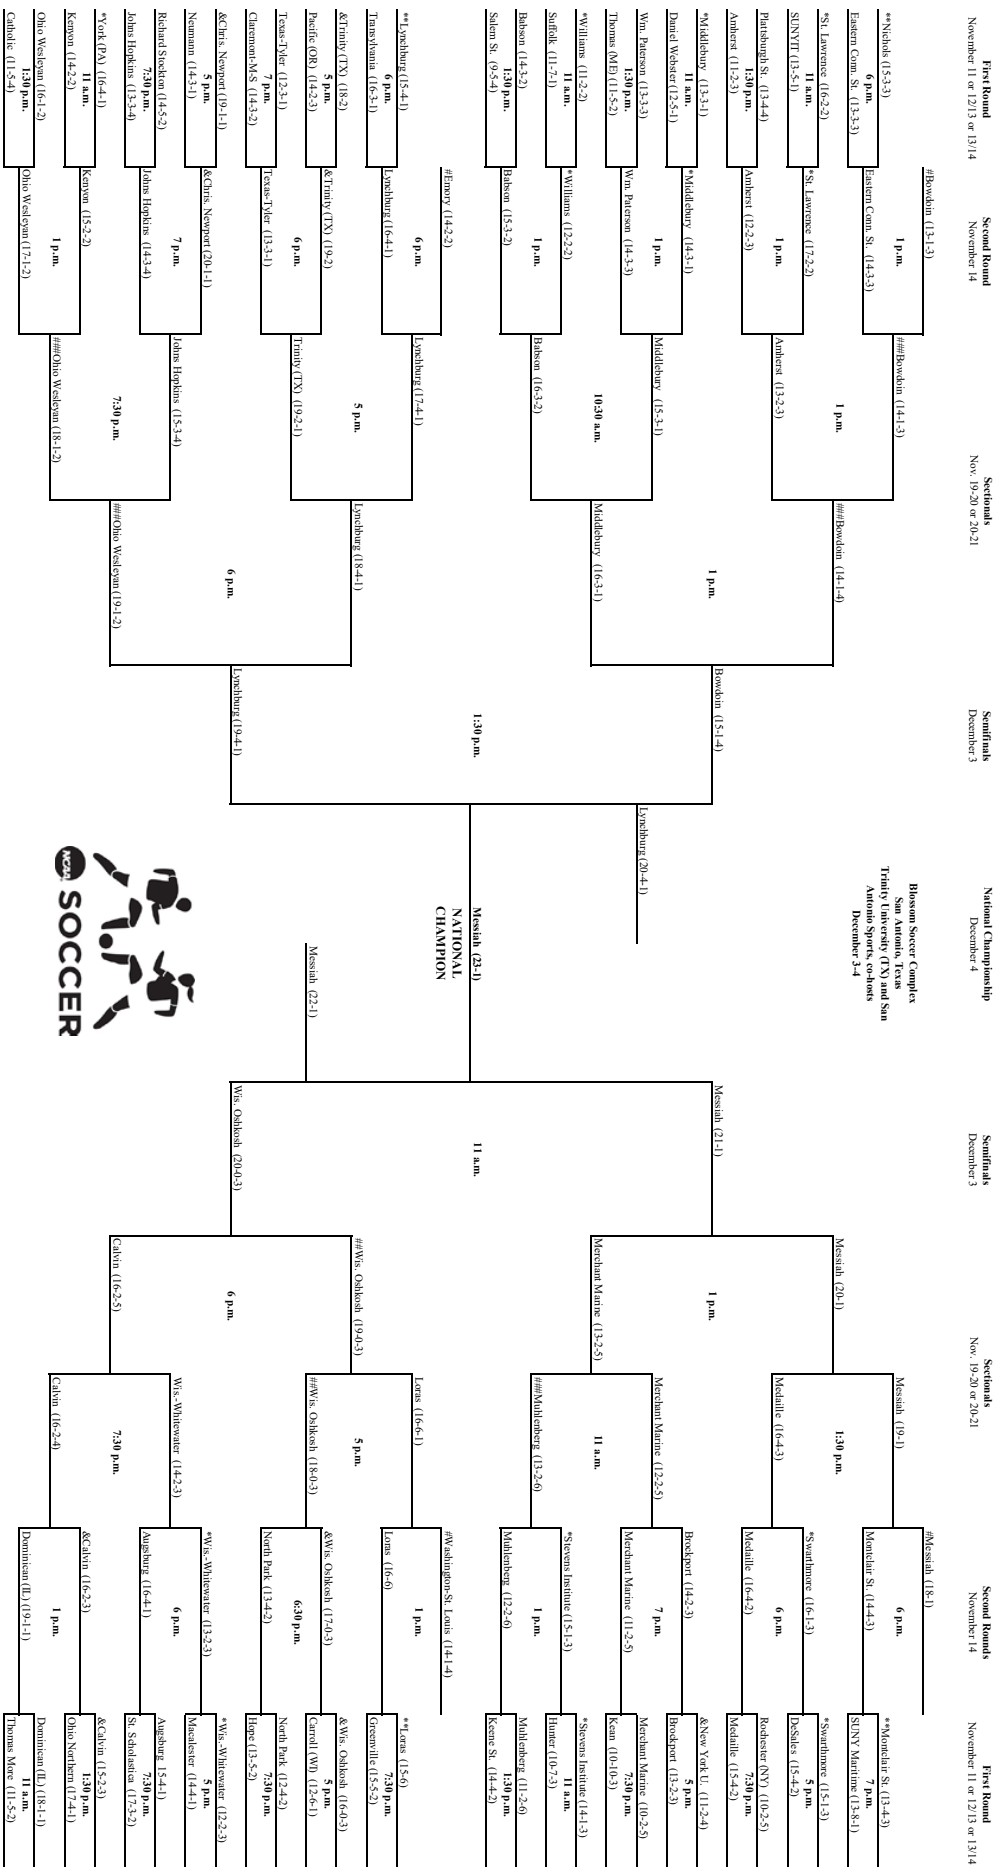 First Round
November 11 or 12/13 or 13/14
Second Round
November 14
Sectionals
Nov. 19-20 or 20-21
Semifinals
December 3
National Championship
December 4
Semifinals
December 3
Sectionals
Nov. 19-20 or 20-21
Second Rounds
November 14
First Round
November 11 or 12/13 or 13/14
**Nichols (15-3-3)
6 p.m.
Eastern Conn. St. (13-3-3)
*St. Lawrence (16-2-2)
11 a.m.
SUNYIT (13-5-1)
Plattsburgh St. (13-4-4)
1:30 p.m.
Amherst (11-2-3)
*Middlebury (13-3-1)
11 a.m.
Daniel Webster (12-5-1)
Wm. Paterson (13-3-3)
1:30 p.m.
Thomas (ME) (11-5-2)
*Williams (11-2-2)
11 a.m.
Suffolk (11-7-1)
Babson (14-3-2)
1:30 p.m.
Salem St. (9-5-4)
**Lynchburg (15-4-1)
6 p.m.
Transylvania (16-3-1)
&Trinity (TX) (18-2)
5 p.m.
Pacific (OR) (14-2-3)
Texas-Tyler (12-3-1)
7 p.m.
Claremont-M-S (14-3-2)
&Chris. Newport (19-1-1)
5 p.m.
Neumann (14-3-1)
Richard Stockton (14-5-2)
7:30 p.m.
Johns Hopkins (13-3-4)
*York (PA) (16-4-1)
11 a.m.
Kenyon (14-2-2)
Ohio Wesleyan (16-1-2)
1:30 p.m.
Catholic (11-5-4)
#Bowdoin (13-1-3)
1 p.m.
Eastern Conn. St. (14-3-3)
*St. Lawrence (17-2-2)
1 p.m.
Amherst (12-2-3)
*Middlebury (14-3-1)
1 p.m.
Wm. Paterson (14-3-3)
*Williams (12-2-2)
1 p.m.
Babson (15-3-2)
#Emory (14-2-2)
6 p.m.
Lynchburg (16-4-1)
&Trinity (TX) (19-2)
6 p.m.
Texas-Tyler (13-3-1)
&Chris. Newport (20-1-1)
7 p.m.
Johns Hopkins (14-3-4)
Kenyon (15-2-2)
1 p.m.
Ohio Wesleyan (17-1-2)
###Bowdoin (14-1-3)
1 p.m.
Amherst (13-2-3)
Middlebury (15-3-1)
10:30 a.m.
Babson (16-3-2)
Lynchburg (17-4-1)
5 p.m.
Trinity (TX) (19-2-1)
Johns Hopkins (15-3-4)
7:30 p.m.
###Ohio Wesleyan (18-1-2)
###Bowdoin (14-1-4)
1 p.m.
Middlebury (16-3-1)
Lynchburg (18-4-1)
6 p.m.
###Ohio Wesleyan (19-1-2)
Bowdoin (15-1-4)
1:30 p.m.
Lynchburg (19-4-1)
Blossom Soccer Complex
San Antonio, Texas
Trinity University (TX) and San
Antonio Sports, co-hosts
December 3-4
Lynchburg (20-4-1)
Messiah (23-1)
NATIONAL
CHAMPION
Messiah (22-1)
NCAA
SOCCER
Messiah (21-1)
11 a.m.
Wis. Oshkosh (20-0-3)
Messiah (20-1)
1 p.m.
Merchant Marine (13-2-5)
##Wis. Oshkosh (19-0-3)
6 p.m.
Calvin (16-2-5)
Messiah (19-1)
1:30 p.m.
Medaille (16-4-3)
Merchant Marine (12-2-5)
11 a.m.
###Muhlenberg (13-2-6)
Loras (16-6-1)
5 p.m.
##Wis. Oshkosh (18-0-3)
Wis.-Whitewater (14-2-3)
7:30 p.m.
Calvin (16-2-4)
#Messiah (18-1)
6 p.m.
Montclair St. (14-4-3)
*Swarthmore (16-1-3)
6 p.m.
Medaille (16-4-2)
Brockport (14-2-3)
7 p.m.
Merchant Marine (11-2-5)
*Stevens Institute (15-1-3)
1 p.m.
Muhlenberg (12-2-6)
#Washington-St. Louis (14-1-4)
1 p.m.
Loras (16-6)
&Wis. Oshkosh (17-0-3)
6:30 p.m.
North Park (13-4-2)
*Wis.-Whitewater (13-2-3)
6 p.m.
Augsburg (16-4-1)
&Calvin (16-2-3)
1 p.m.
Dominican (IL) (19-1-1)
**Montclair St. (13-4-3)
7 p.m.
SUNY Maritime (13-8-1)
*Swarthmore (15-1-3)
5 p.m.
DeSales (15-4-2)
Rochester (NY) (10-2-5)
7:30 p.m.
Medaille (15-4-2)
&New York U. (11-2-4)
5 p.m.
Brockport (13-2-3)
Merchant Marine (10-2-5)
7:30 p.m.
Kean (10-10-3)
*Stevens Institute (14-1-3)
11 a.m.
Hunter (10-7-3)
Muhlenberg (11-2-6)
1:30 p.m.
Keene St. (14-4-2)
**Loras (15-6)
7:30 p.m.
Greenville (15-5-2)
&Wis. Oshkosh (16-0-3)
5 p.m.
Carroll (WI) (12-6-1)
North Park (12-4-2)
7:30 p.m.
Hope (13-5-2)
*Wis.-Whitewater (12-2-3)
5 p.m.
Macalester (14-4-1)
Augsburg 15-4-1)
7:30 p.m.
St. Scholastica (17-3-2)
&Calvin (15-2-3)
1:30 p.m.
Ohio Northern (17-4-1)
Dominican (IL) (18-1-1)
11 a.m.
Thomas More (11-5-2)